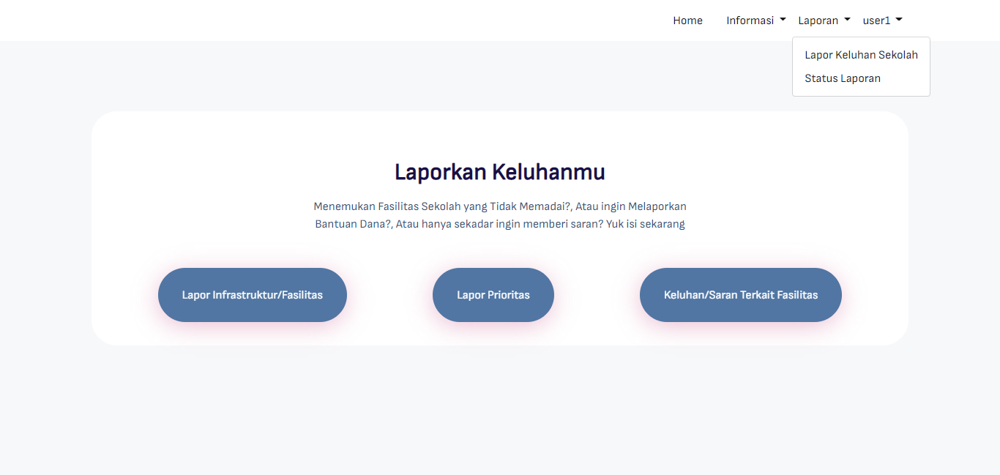 Home Informasi Laporan user1
Lapor Keluhan Sekolah
Status Laporan
Laporkan Keluhanmu
Menemukan Fasilitas Sekolah yang Tidak Memadai?, Atau ingin Melaporkan
Bantuan Dana?, Atau hanya sekadar ingin memberi saran? Yuk isi sekarang
Lapor Infrastruktur/Fasilitas Lapor Prioritas Keluhan/Saran Terkait Fasilitas